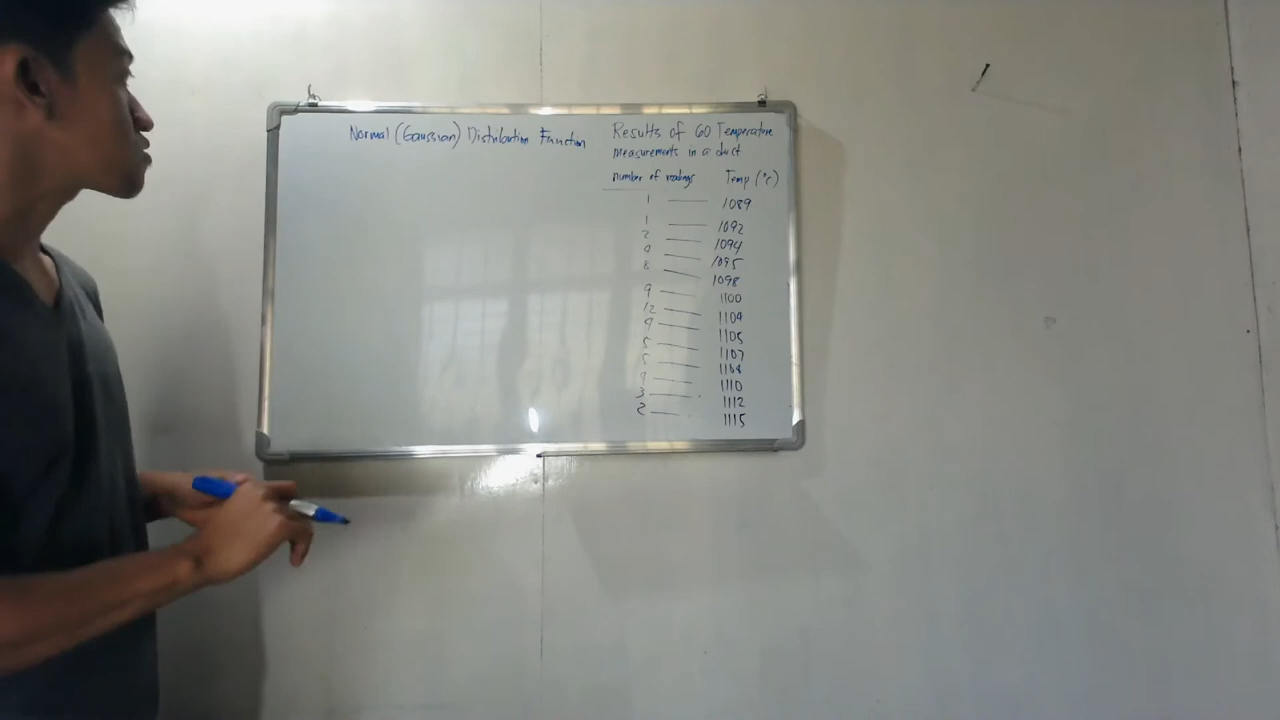 Normal (Gaussian) Distribution Function
Results of 60 Temperature
measurements in a duct
number of readings Temp (°C)
1 — 1089
1 — 1092
2 — 1094
4 — 1095
8 — 1098
9 — 1100
12 — 1104
4 — 1105
5 — 1107
5 — 1108
4 — 1110
3 — 1112
2 — 1115